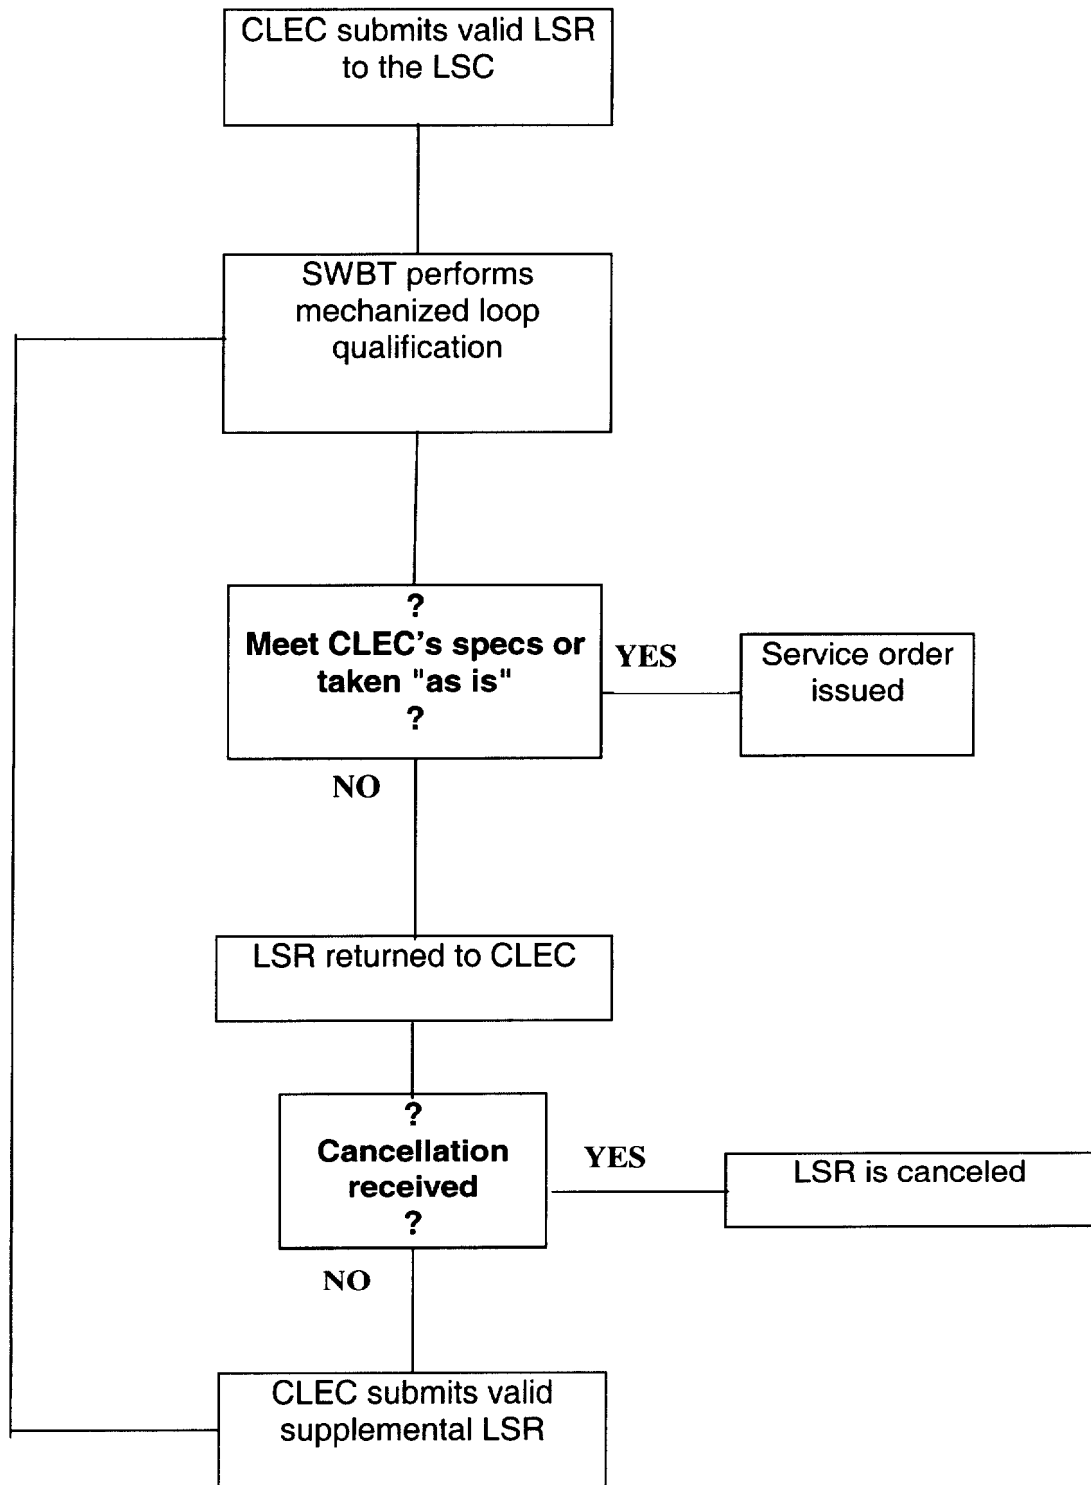 CLEC submits valid LSR
to the LSC
SWBT performs
mechanized loop
qualification
?
Meet CLEC's specs or
taken "as is"
?
YES
Service order
issued
NO
LSR returned to CLEC
?
Cancellation
received
?
YES
LSR is canceled
NO
CLEC submits valid
supplemental LSR